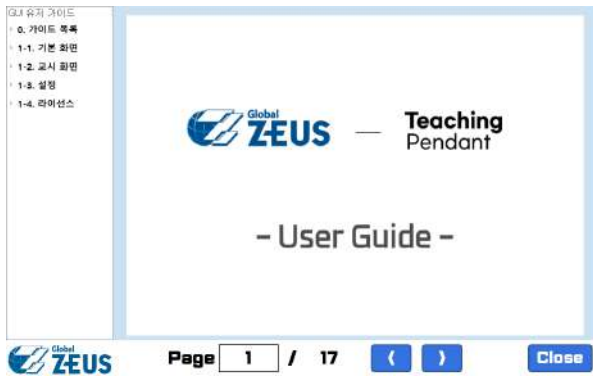 GUI 유저 가이드
0. 가이드 목록
1-1. 기본 화면
1-2. 교시 화면
1-3. 설정
1-4. 라이선스
Global
ZEUS
Teaching
Pendant
- User Guide -
Global
ZEUS
Page 1 / 17
Close